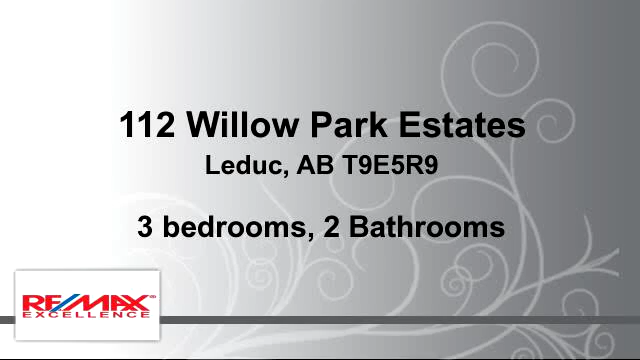 112 Willow Park Estates
Leduc, AB T9E5R9
3 bedrooms, 2 Bathrooms
RE/MAX
EXCELLENCE